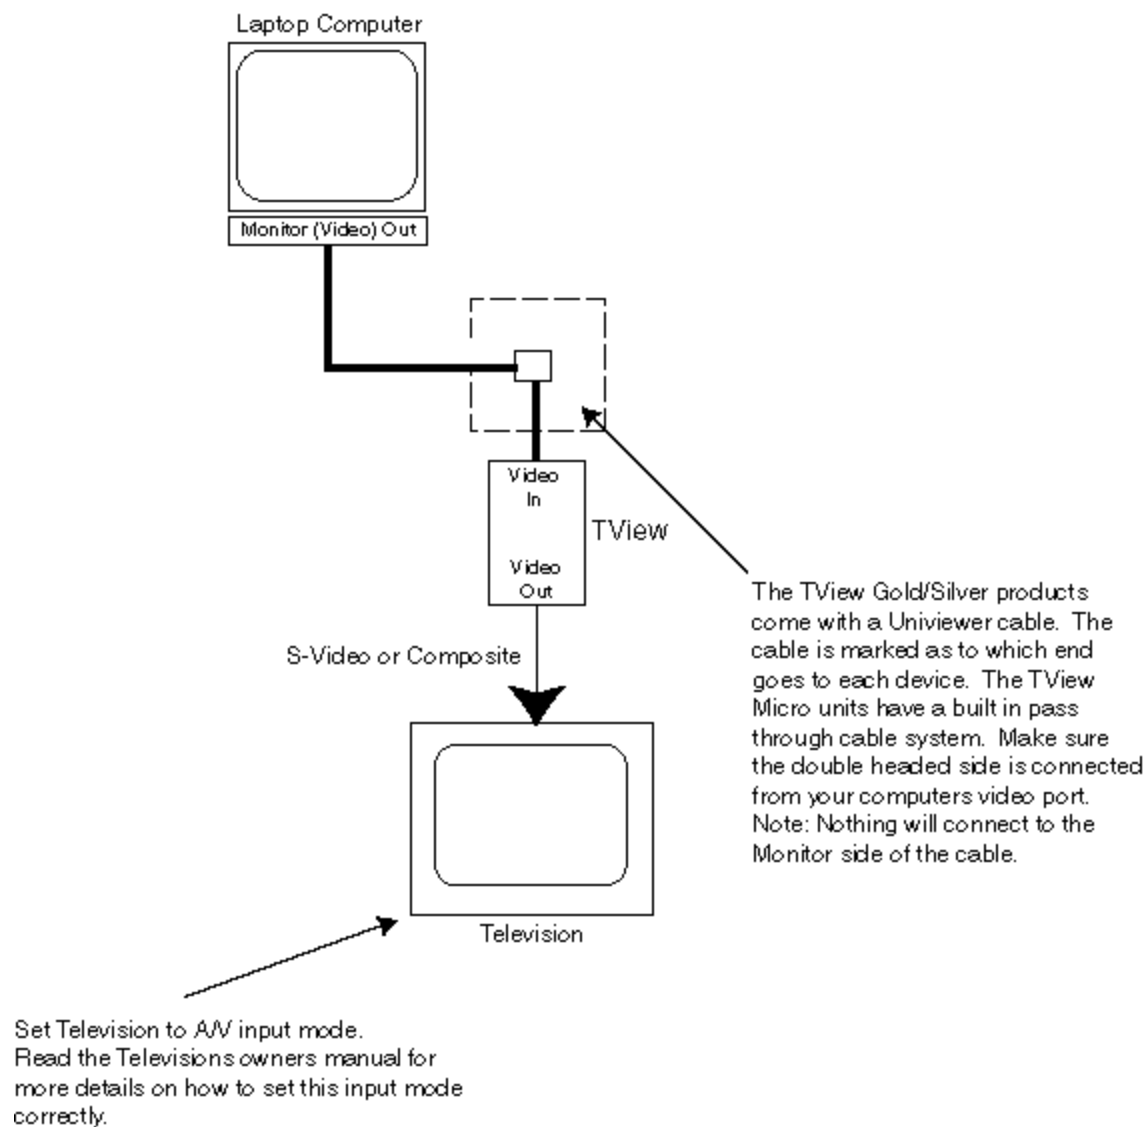 Laptop Computer
Monitor (Video) Out
Video
In
TView
Video
Out
S-Video or Composite
The TView Gold/Silver products
come with a Univiewer cable. The
cable is marked as to which end
goes to each device. The TView
Micro units have a built in pass
through cable system. Make sure
the double headed side is connected
from your computers video port.
Note: Nothing will connect to the
Monitor side of the cable.
Television
Set Television to A/V input mode.
Read the Televisions owners manual for
more details on how to set this input mode
correctly.